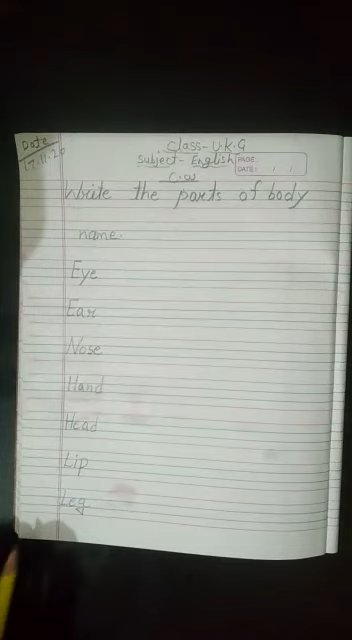 Date
17.11.20
Class-U.K.G
Subject- English
PAGE:
DATE: / /
C.W
Write the parts of body
name.
Eye
Ear
Nose
Hand
Head
Lip
Leg